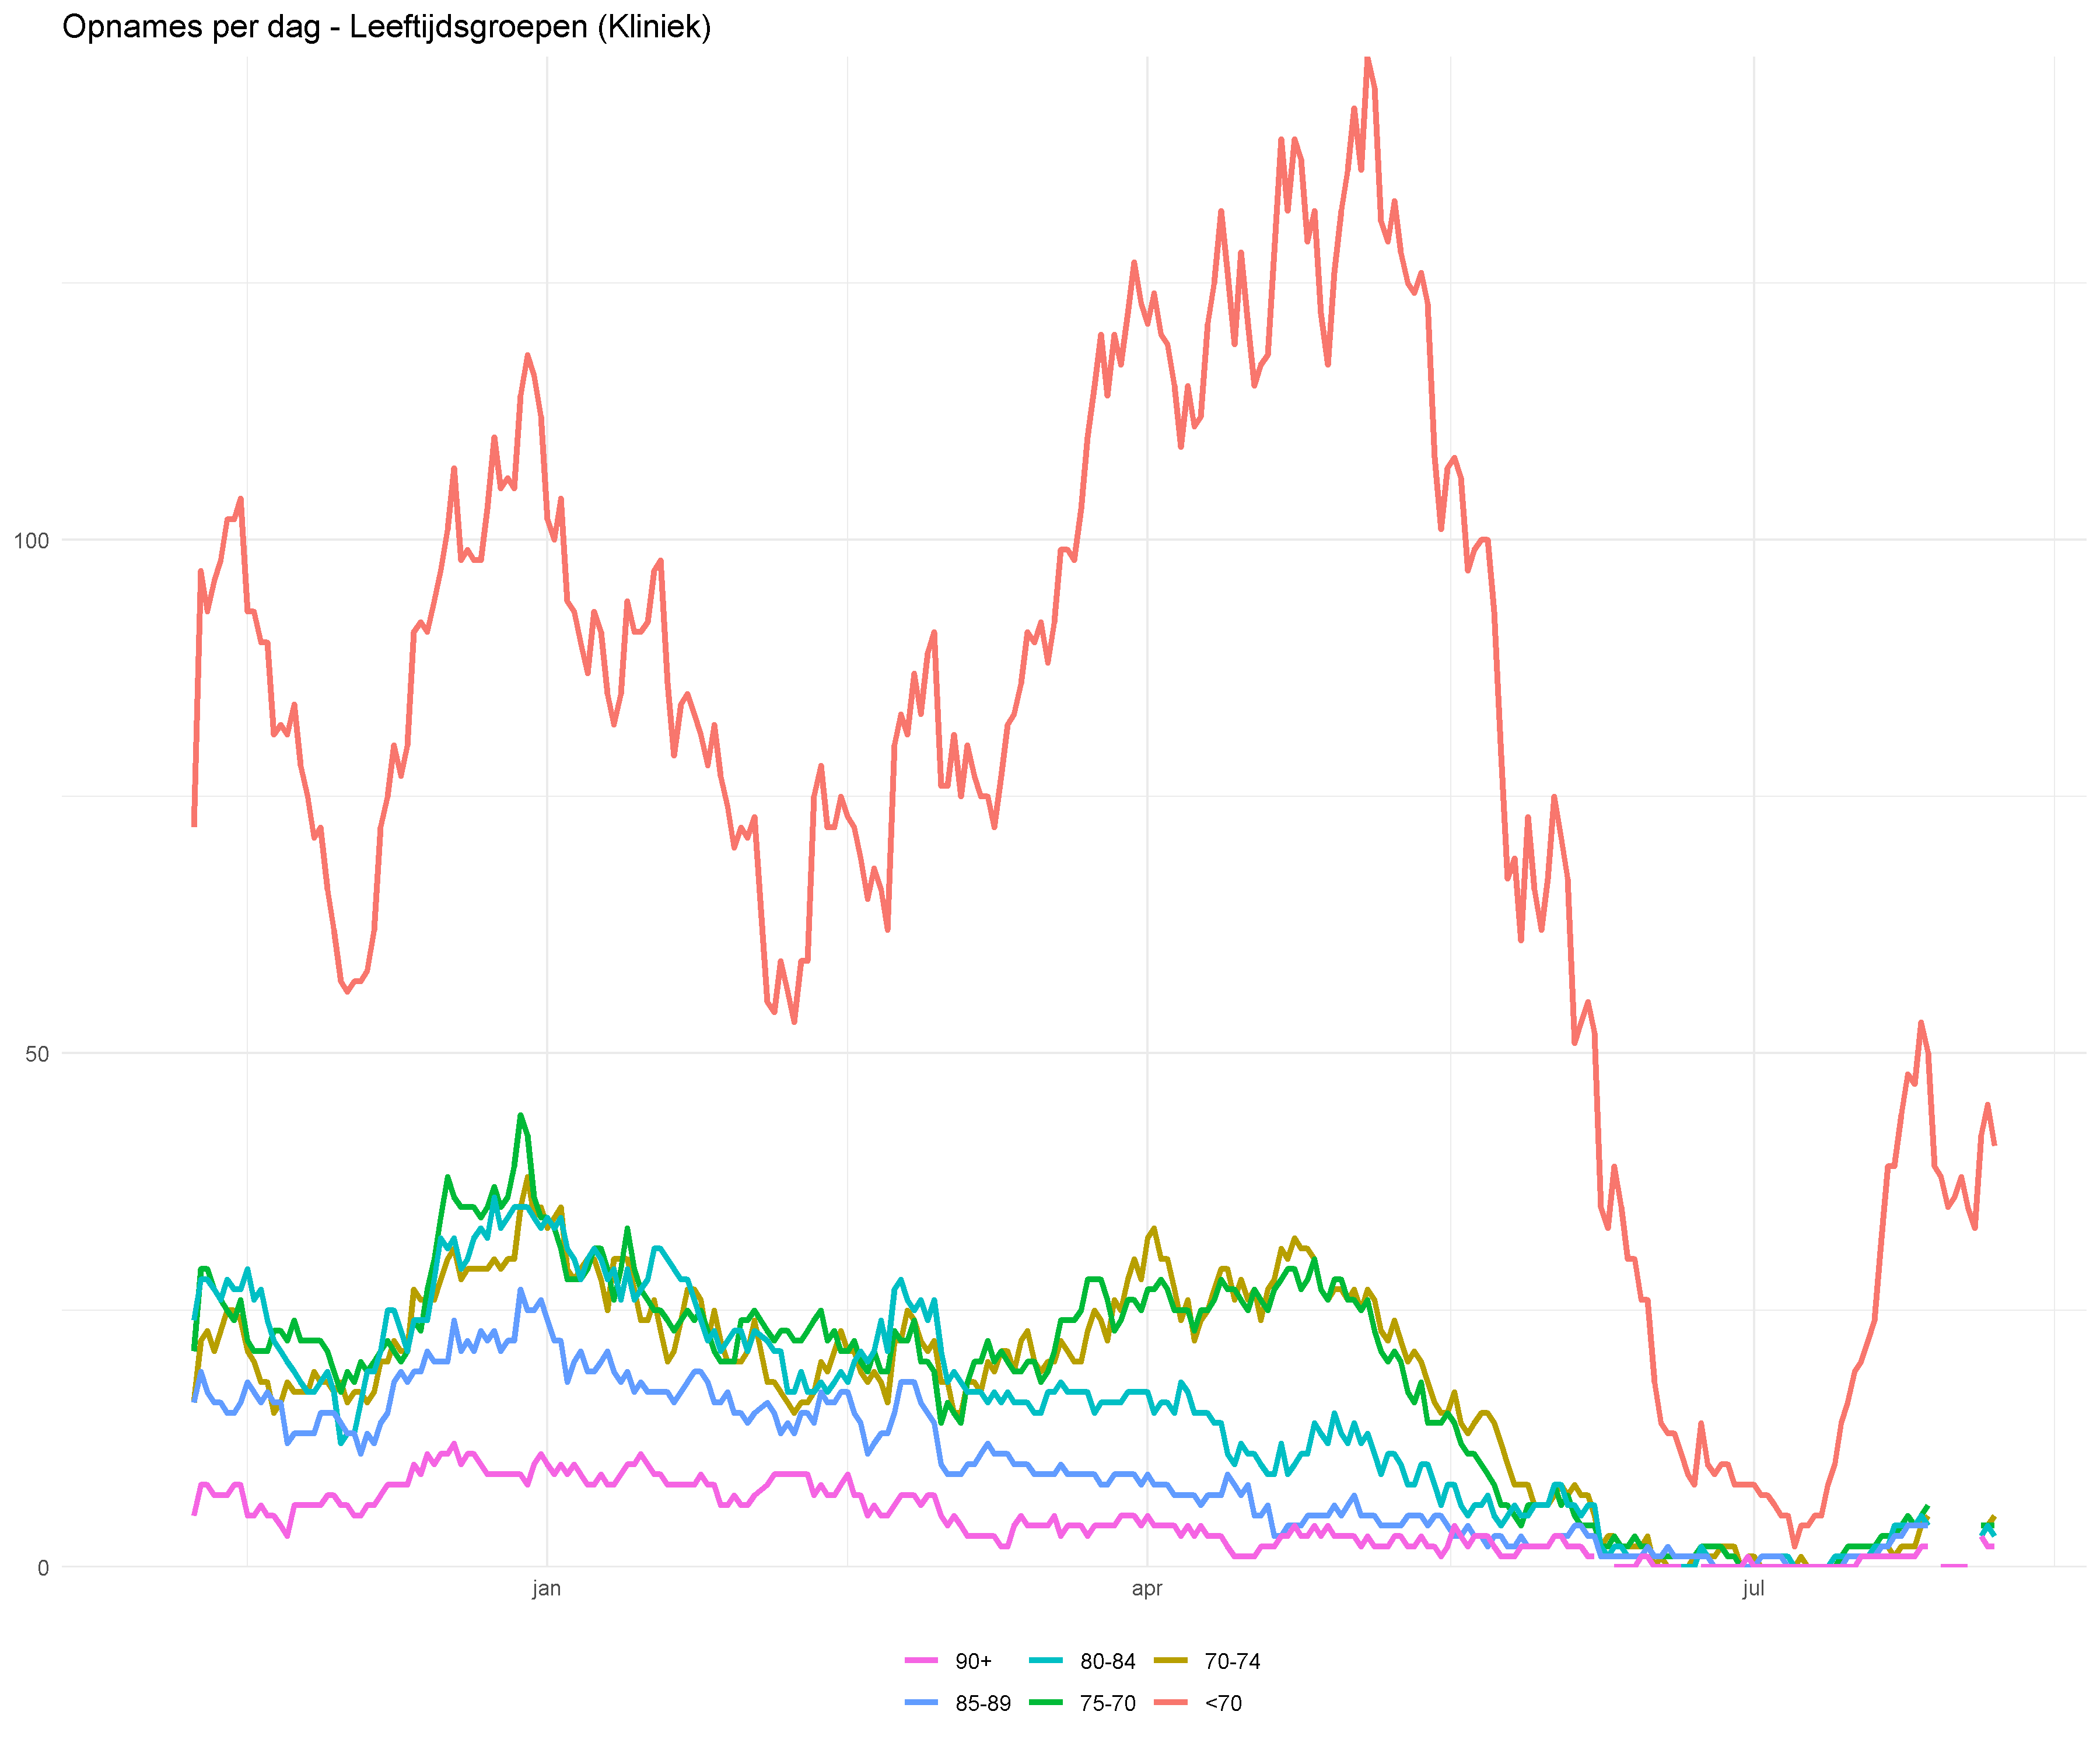 Opnames per dag - Leeftijdsgroepen (Kliniek)
100
50
0
jan apr jul
90+ 80-84 70-74
85-89 75-70 <70